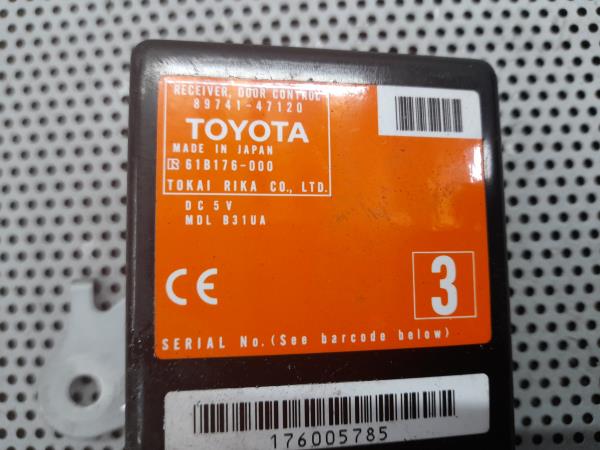 RECEIVER, DOOR CONTROL
89741-47120
TOYOTA
MADE IN JAPAN
R 61B176-000
TOKAI RIKA CO., LTD.
DC 5V
MDL B31UA
CE
3
SERIAL No. (See barcode below)
176005785